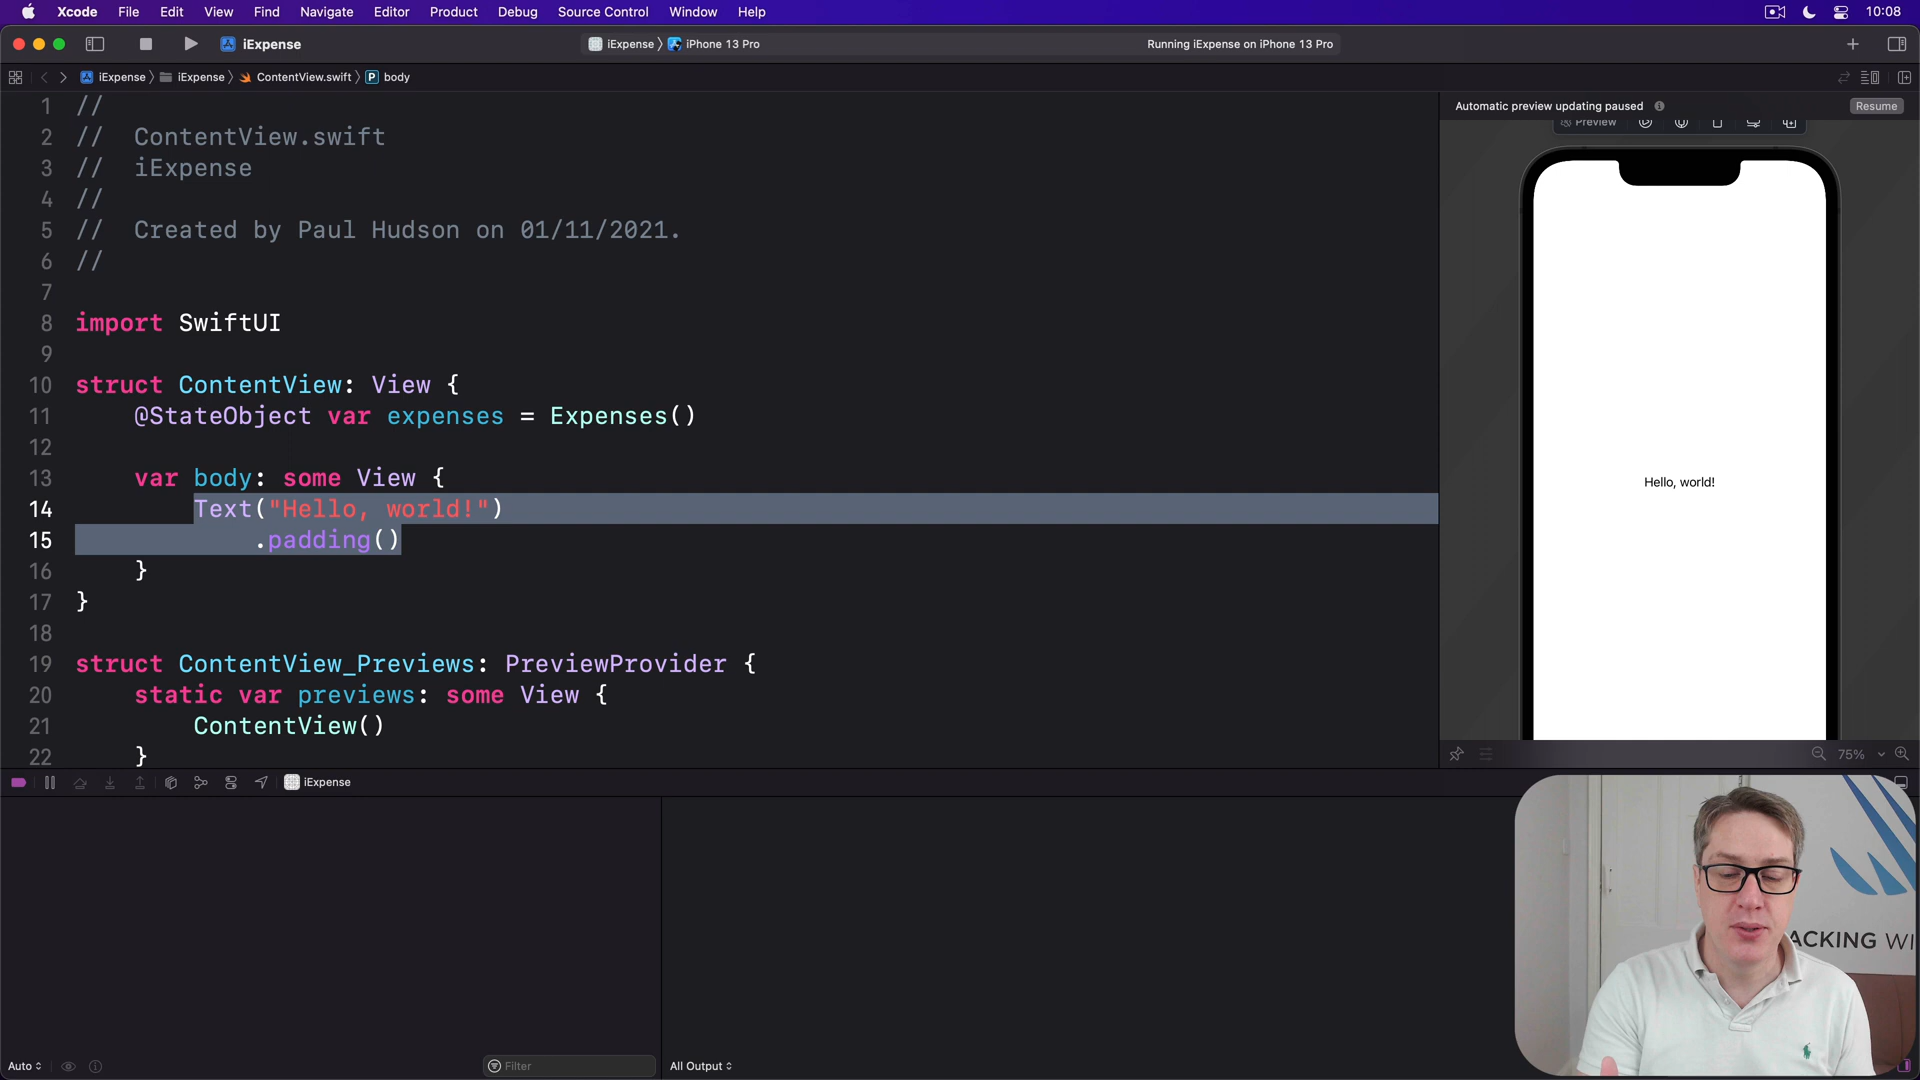 Xcode File Edit View Find Navigate Editor Product Debug Source Control Window Help 10:08
iExpense iExpense iPhone 13 Pro Running iExpense on iPhone 13 Pro
iExpense iExpense ContentView.swift P body
1 //
2 // ContentView.swift
3 // iExpense
4 //
5 // Created by Paul Hudson on 01/11/2021.
6 //
7
8 import SwiftUI
9
10 struct ContentView: View {
11 @StateObject var expenses = Expenses()
12
13 var body: some View {
14 Text("Hello, world!")
15 .padding()
16 }
17 }
18
19 struct ContentView_Previews: PreviewProvider {
20 static var previews: some View {
21 ContentView()
22 }
Automatic preview updating paused Resume
Preview
Hello, world!
75%
iExpense
ACKING WI
Auto Filter All Output